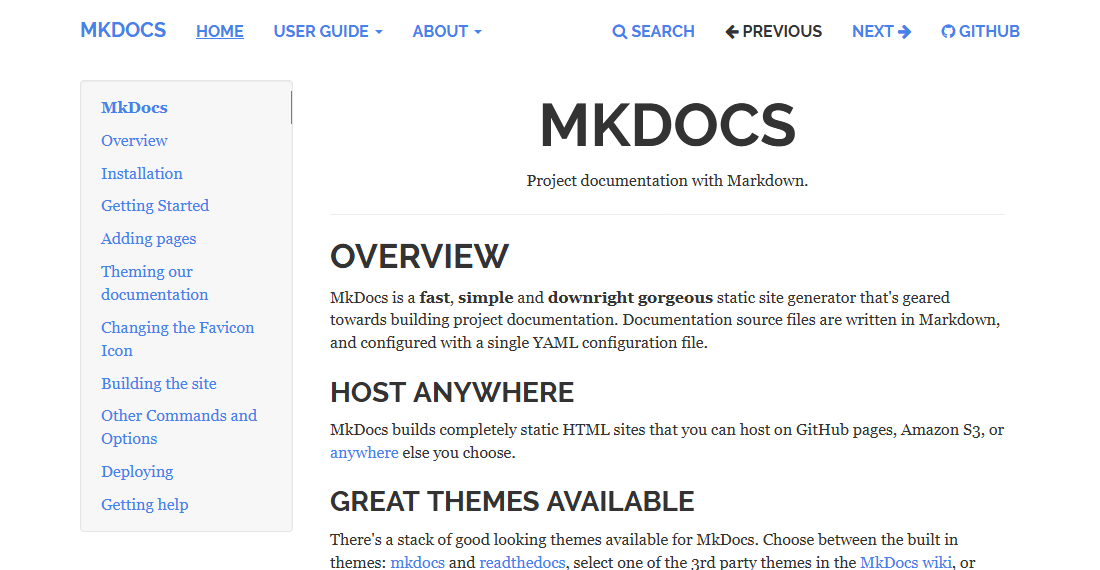 MKDOCS HOME USER GUIDE ABOUT SEARCH PREVIOUS NEXT GITHUB
MkDocs
Overview
Installation
Getting Started
Adding pages
Theming our
documentation
Changing the Favicon
Icon
Building the site
Other Commands and
Options
Deploying
Getting help
MKDOCS
Project documentation with Markdown.
OVERVIEW
MkDocs is a fast, simple and downright gorgeous static site generator that's geared
towards building project documentation. Documentation source files are written in Markdown,
and configured with a single YAML configuration file.
HOST ANYWHERE
MkDocs builds completely static HTML sites that you can host on GitHub pages, Amazon S3, or
anywhere else you choose.
GREAT THEMES AVAILABLE
There's a stack of good looking themes available for MkDocs. Choose between the built in
themes: mkdocs and readthedocs, select one of the 3rd party themes in the MkDocs wiki, or